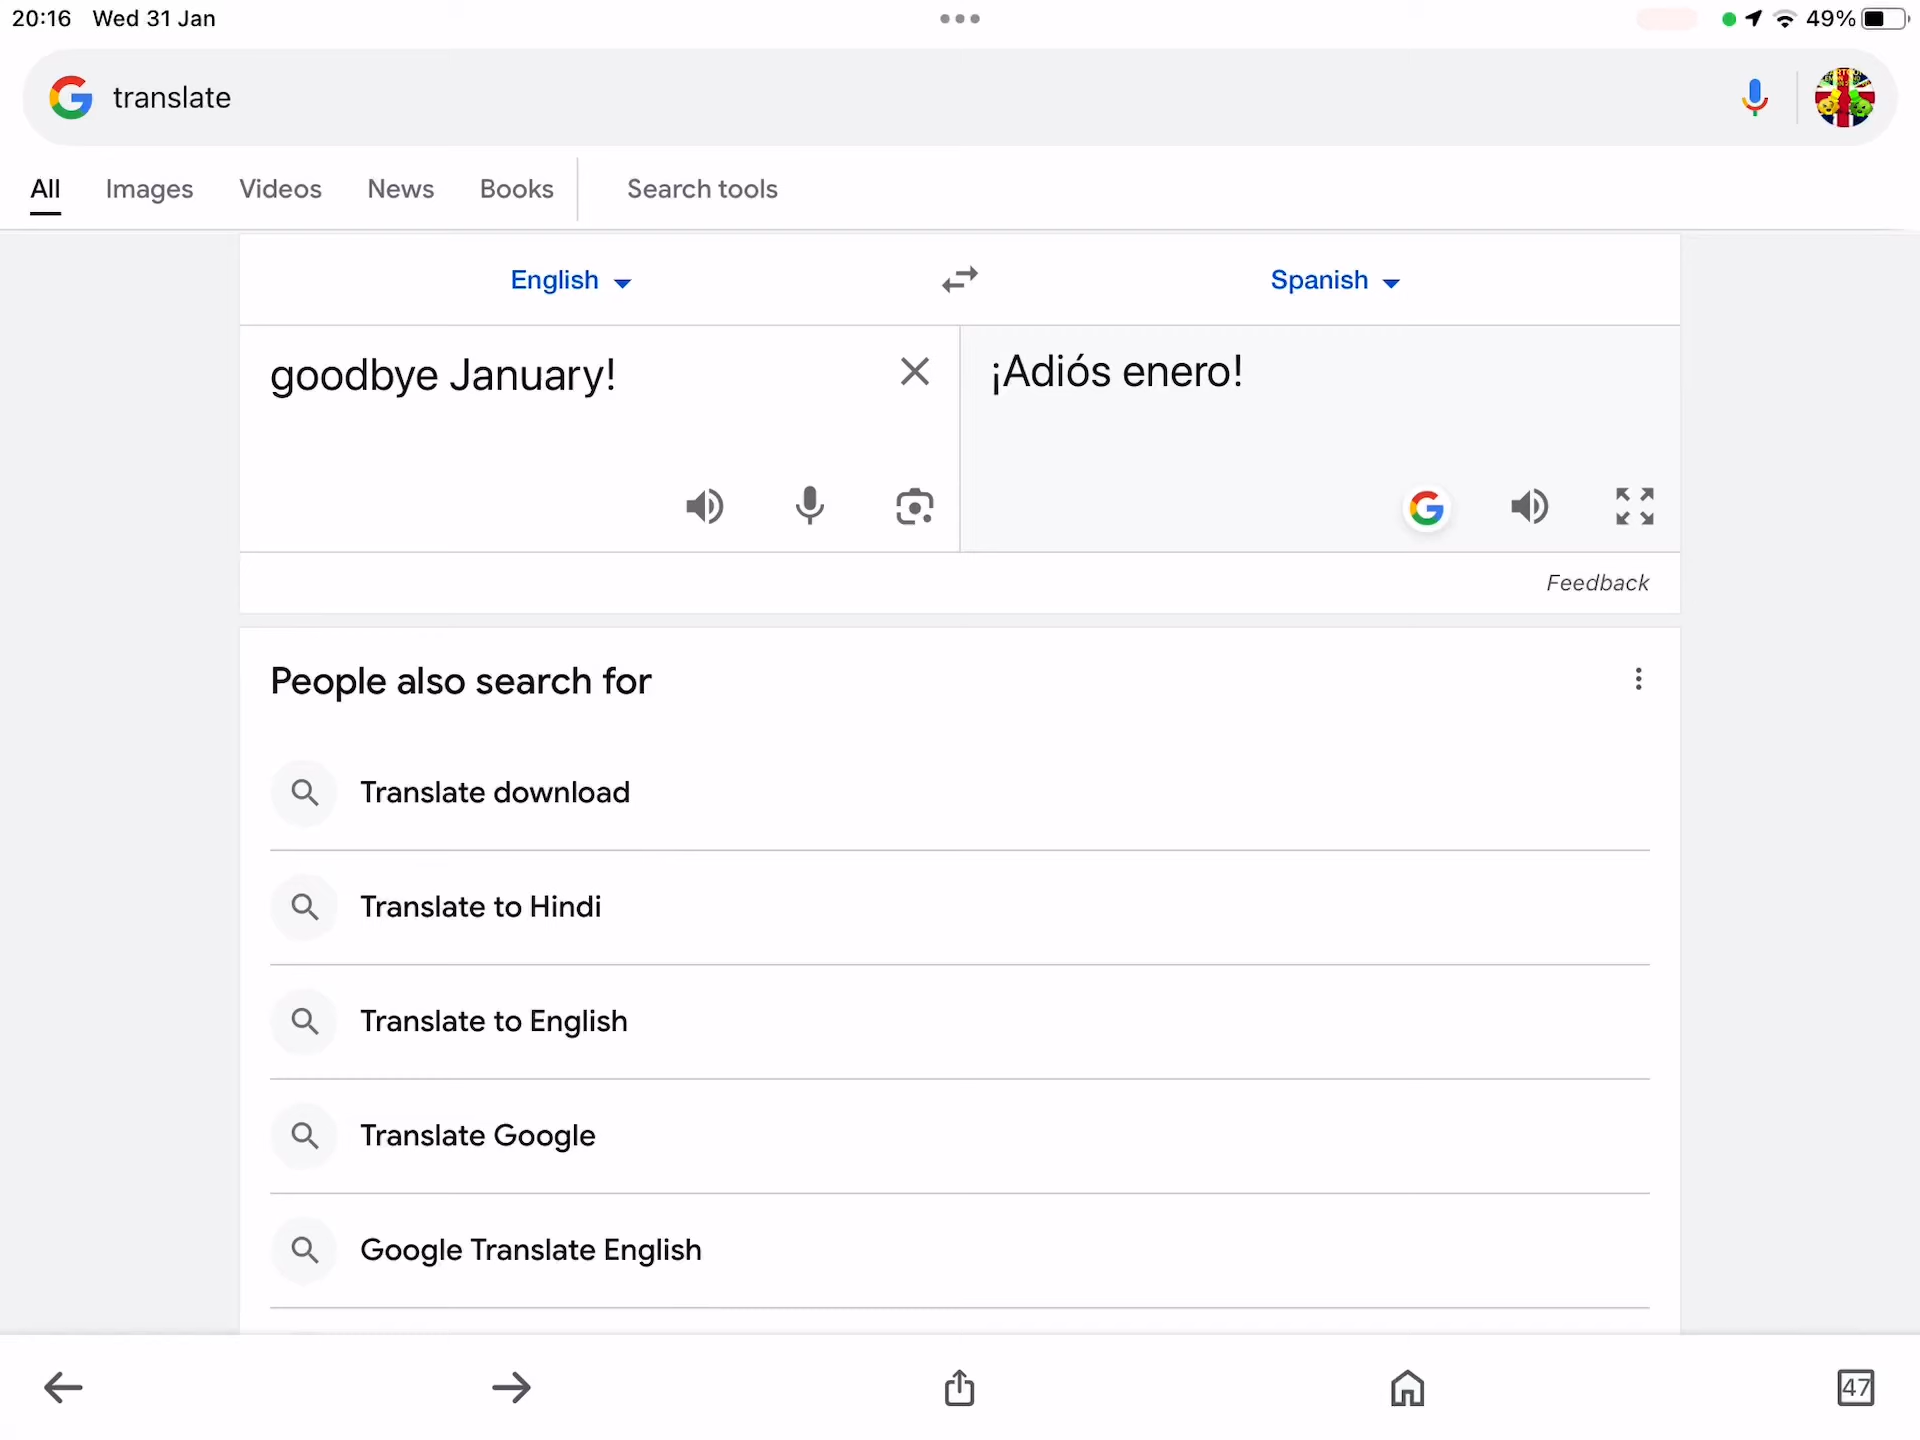 20:16 Wed 31 Jan
49%
translate
All Images Videos News Books Search tools
English Spanish
goodbye January!
¡Adiós enero!
Feedback
People also search for
Translate download
Translate to Hindi
Translate to English
Translate Google
Google Translate English
47